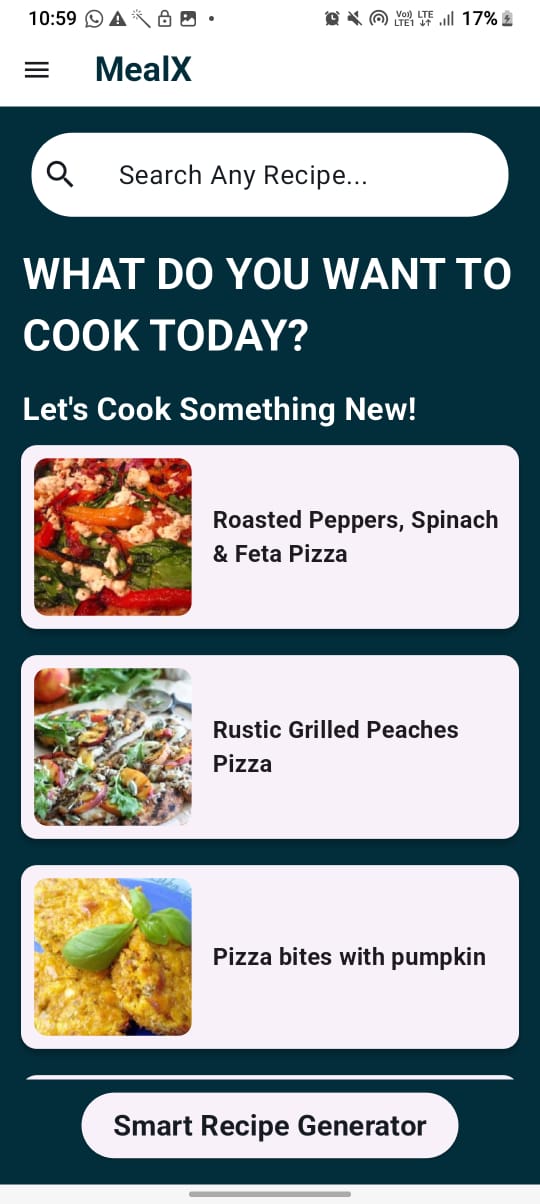 10:59 Vo) LTE LTE1 17%
MealX
Search Any Recipe...
WHAT DO YOU WANT TO
COOK TODAY?
Let's Cook Something New!
Roasted Peppers, Spinach
& Feta Pizza
Rustic Grilled Peaches
Pizza
Pizza bites with pumpkin
Smart Recipe Generator